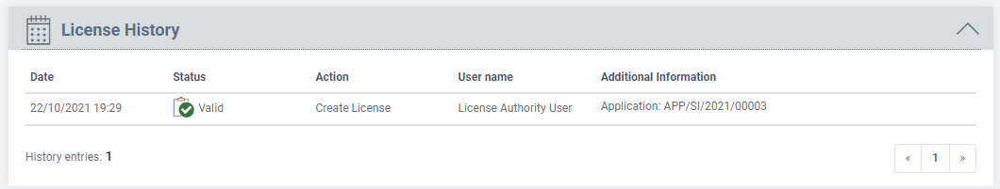 License History
Date Status Action User name Additional Information
22/10/2021 19:29 Valid Create License License Authority User Application: APP/SI/2021/00003
History entries: 1 « 1 »